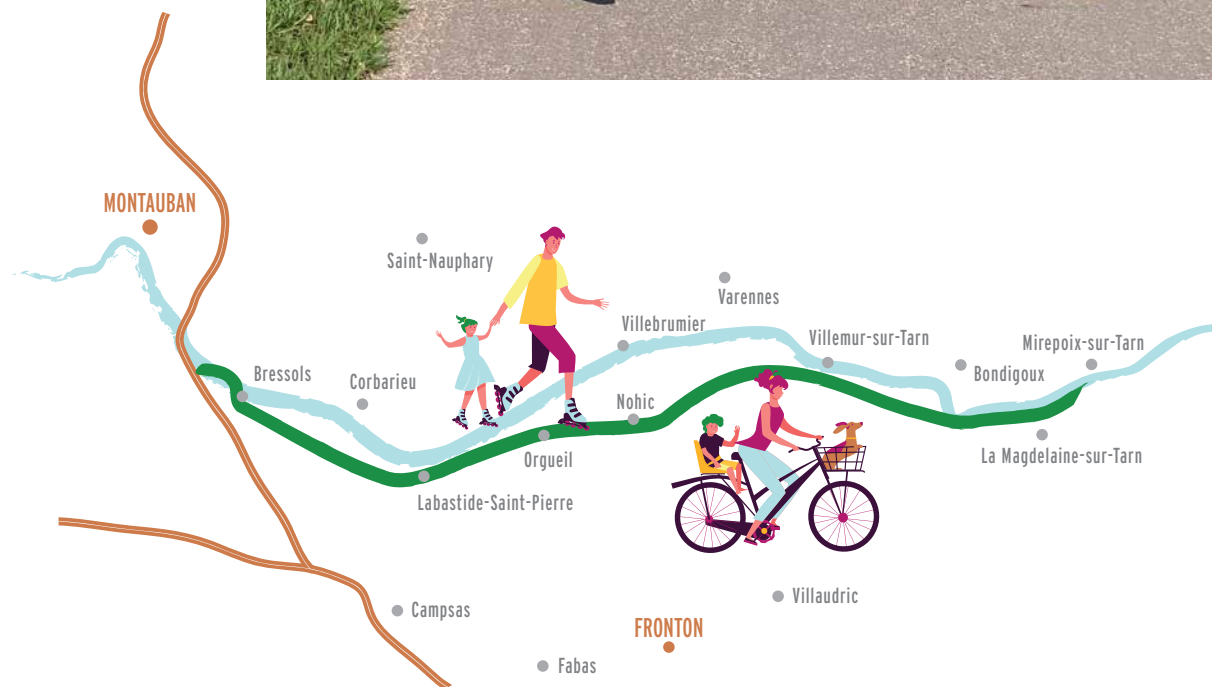 MONTAUBAN
Saint-Nauphary
Varennes
Villebrumier
Villemur-sur-Tarn
Mirepoix-sur-Tarn
Bressols
Corbarieu
Bondigoux
Nohic
Orgueil
La Magdelaine-sur-Tarn
Labastide-Saint-Pierre
Villaudric
Campsas
FRONTON
Fabas